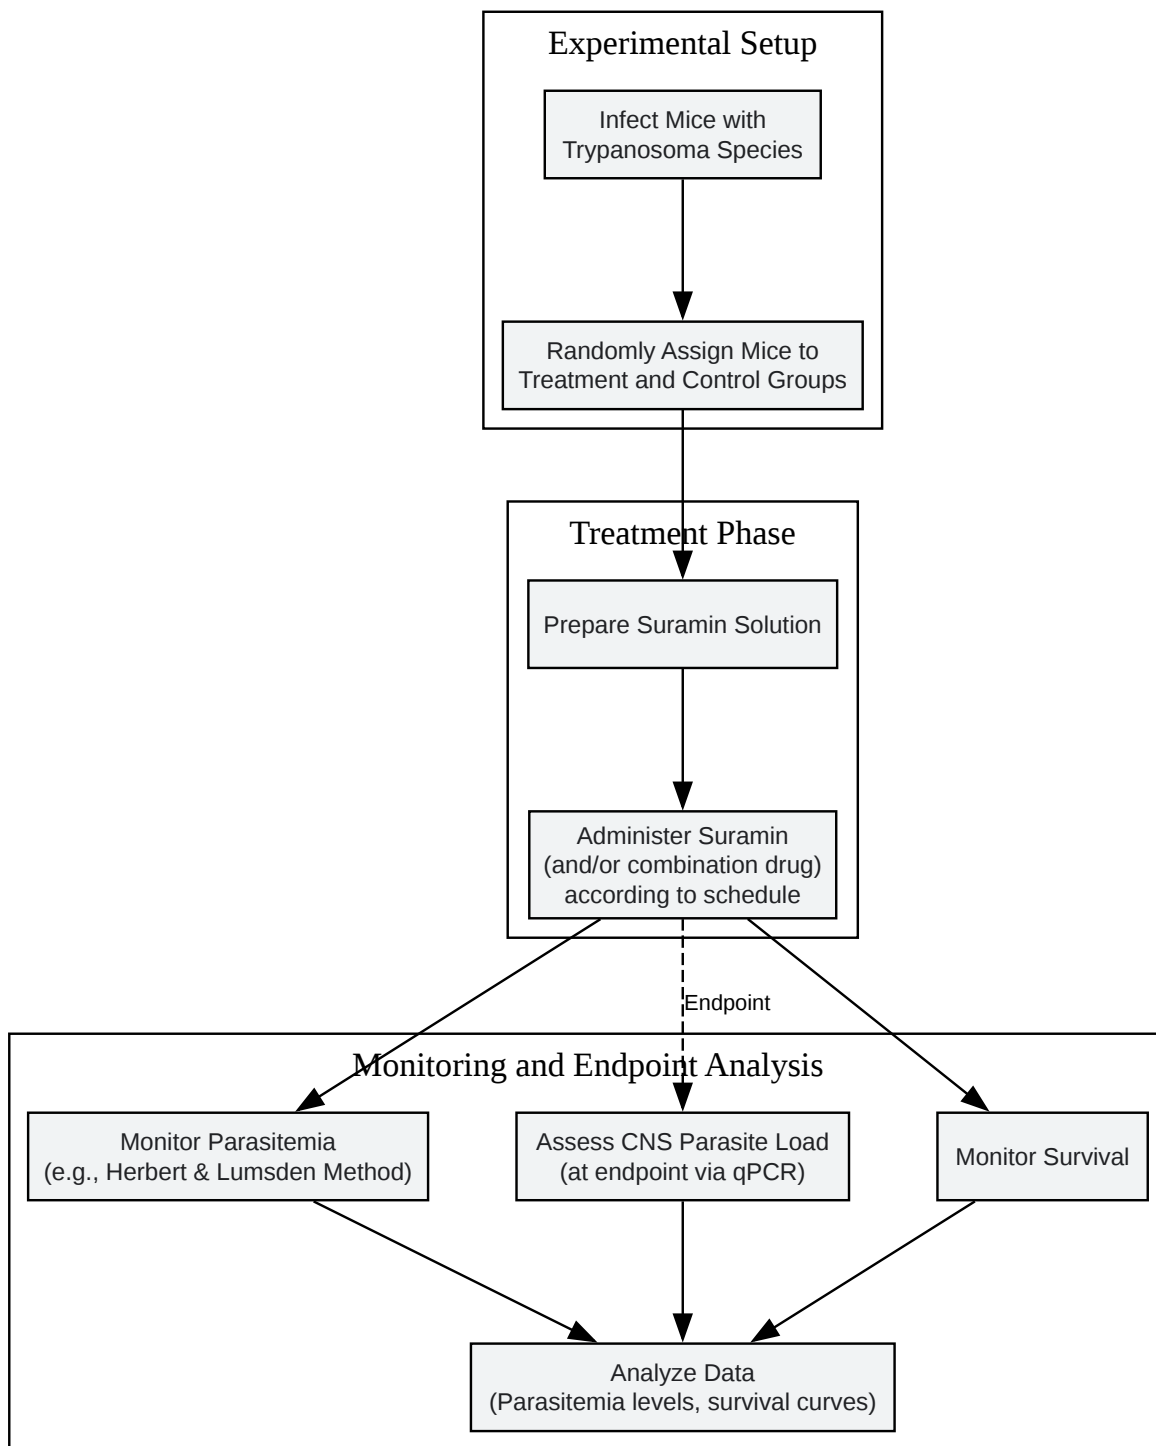 Experimental Setup
Infect Mice with
Trypanosoma Species
Randomly Assign Mice to
Treatment and Control Groups
Treatment Phase
Prepare Suramin Solution
Administer Suramin
(and/or combination drug)
according to schedule
Endpoint
Monitoring and Endpoint Analysis
Monitor Parasitemia
(e.g., Herbert & Lumsden Method)
Assess CNS Parasite Load
(at endpoint via qPCR)
Monitor Survival
Analyze Data
(Parasitemia levels, survival curves)